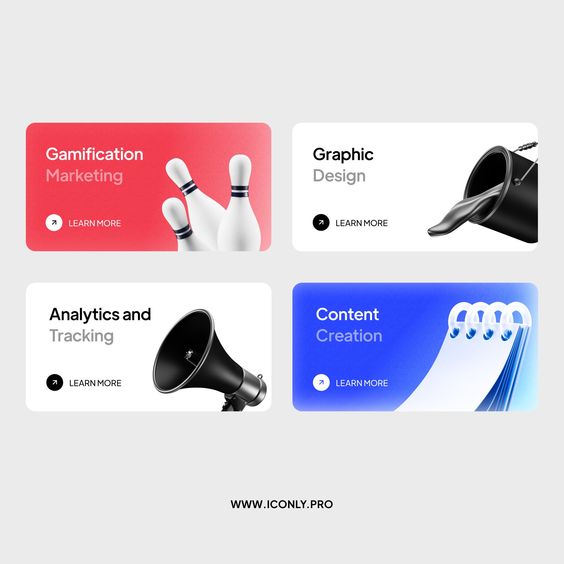 Gamification
Marketing
LEARN MORE
Graphic
Design
LEARN MORE
Analytics and
Tracking
LEARN MORE
Content
Creation
LEARN MORE
WWW.ICONLY.PRO